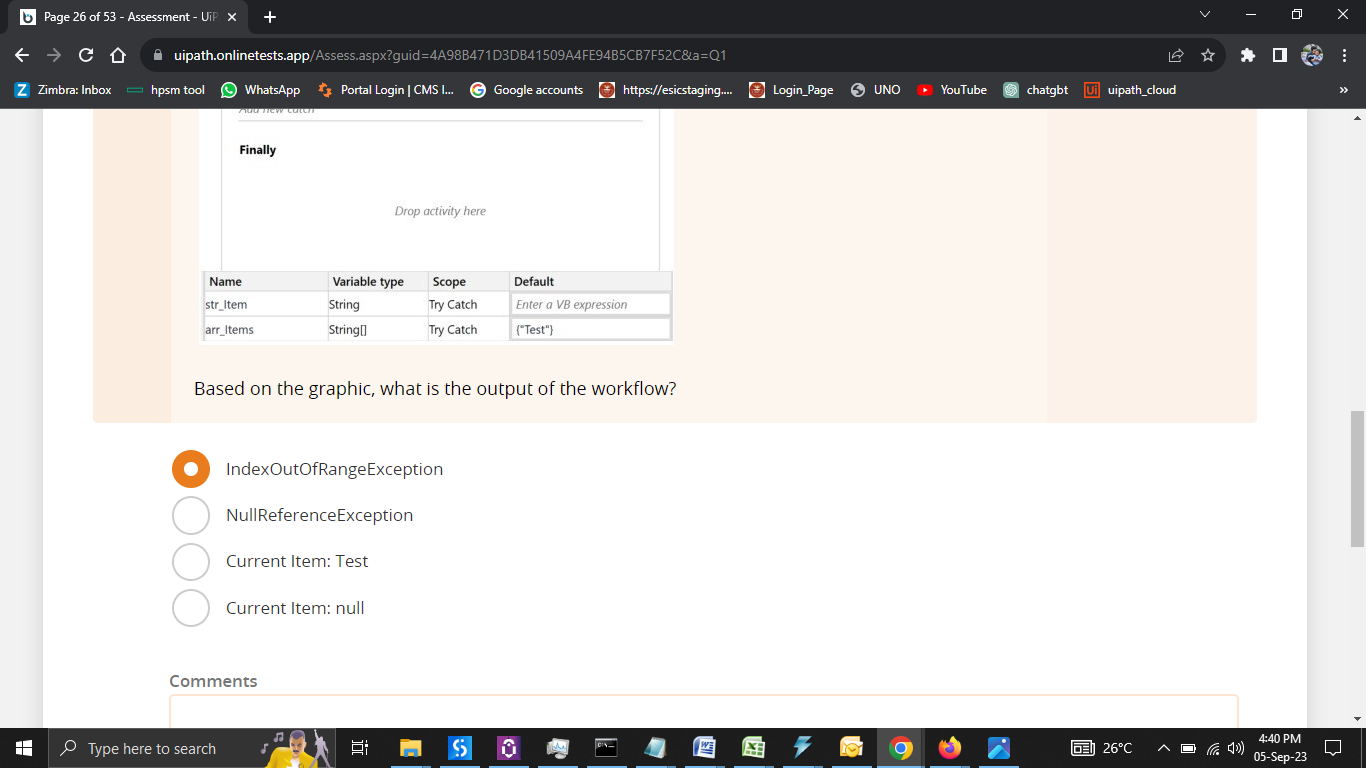 Page 26 of 53 - Assessment - UiP
uipath.onlinetests.app/Assess.aspx?guid=4A98B471D3DB41509A4FE94B5CB7F52C&a=Q1
Zimbra: Inbox hpsm tool WhatsApp Portal Login | CMS I... Google accounts https://esicstaging.... Login_Page UNO YouTube chatgbt Ui uipath_cloud »
Add new catch
Finally
Drop activity here
Name Variable type Scope Default
str_Item String Try Catch Enter a VB expression
arr_Items String[] Try Catch {"Test"}
Based on the graphic, what is the output of the workflow?
IndexOutOfRangeException
NullReferenceException
Current Item: Test
Current Item: null
Comments
Type here to search
26°C
4:40 PM
05-Sep-23